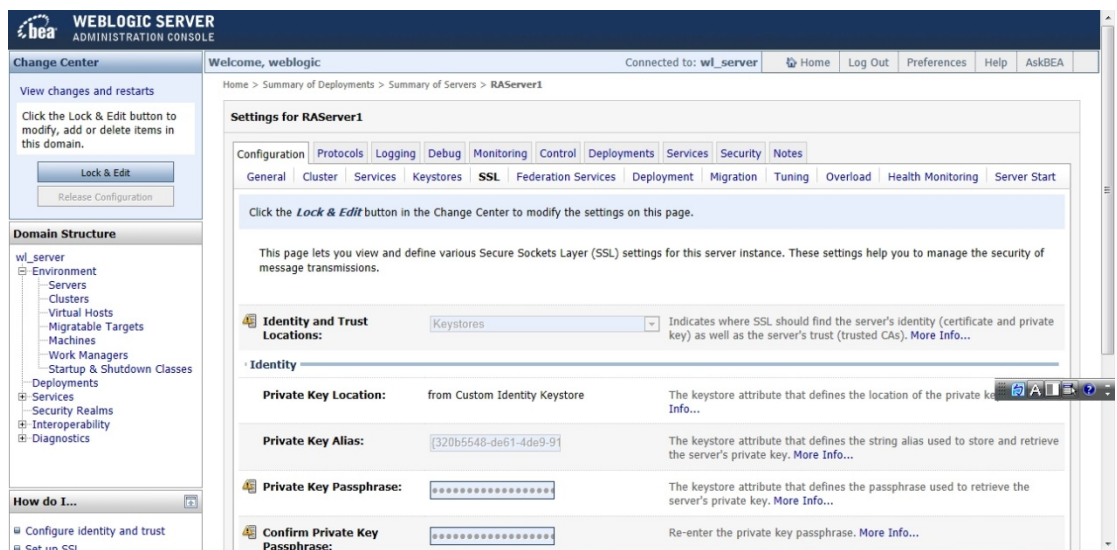 bea
WEBLOGIC SERVER
ADMINISTRATION CONSOLE
Change Center
View changes and restarts
Click the Lock & Edit button to
modify, add or delete items in
this domain.
Lock & Edit
Release Configuration
Domain Structure
wl_server
Environment
Servers
Clusters
Virtual Hosts
Migratable Targets
Machines
Work Managers
Startup & Shutdown Classes
Deployments
Services
Security Realms
Interoperability
Diagnostics
How do I...
Configure identity and trust
Set up SSL
Welcome, weblogic Connected to: wl_server Home Log Out Preferences Help AskBEA
Home > Summary of Deployments > Summary of Servers > RAServer1
Settings for RAServer1
Configuration Protocols Logging Debug Monitoring Control Deployments Services Security Notes
General Cluster Services Keystores SSL Federation Services Deployment Migration Tuning Overload Health Monitoring Server Start
Click the Lock & Edit button in the Change Center to modify the settings on this page.
This page lets you view and define various Secure Sockets Layer (SSL) settings for this server instance. These settings help you to manage the security of
message transmissions.
Identity and Trust Keystores Indicates where SSL should find the server's identity (certificate and private
Locations: key) as well as the server's trust (trusted CAs). More Info...
Identity
Private Key Location: from Custom Identity Keystore The keystore attribute that defines the location of the private
Info...
Private Key Alias: {320b5548-de61-4de9-91 The keystore attribute that defines the string alias used to store and retrieve
the server's private key. More Info...
Private Key Passphrase: The keystore attribute that defines the passphrase used to retrieve the
server's private key. More Info...
Confirm Private Key Re-enter the private key passphrase. More Info...
Passphrase: